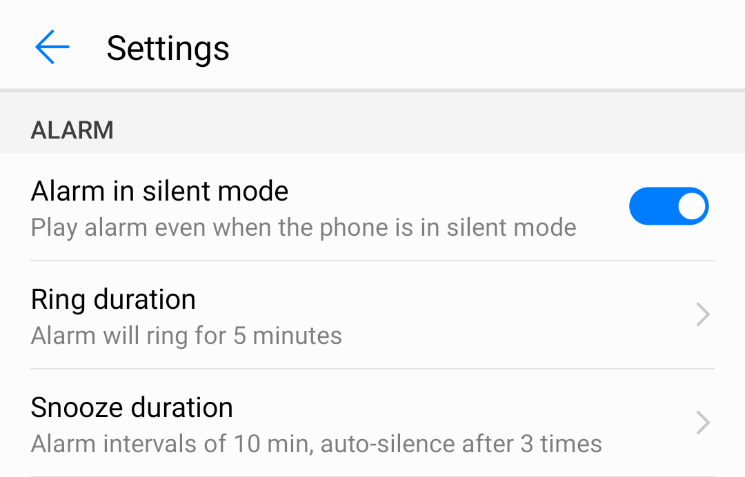 Settings
ALARM
Alarm in silent mode
Play alarm even when the phone is in silent mode
Ring duration
Alarm will ring for 5 minutes
Snooze duration
Alarm intervals of 10 min, auto-silence after 3 times